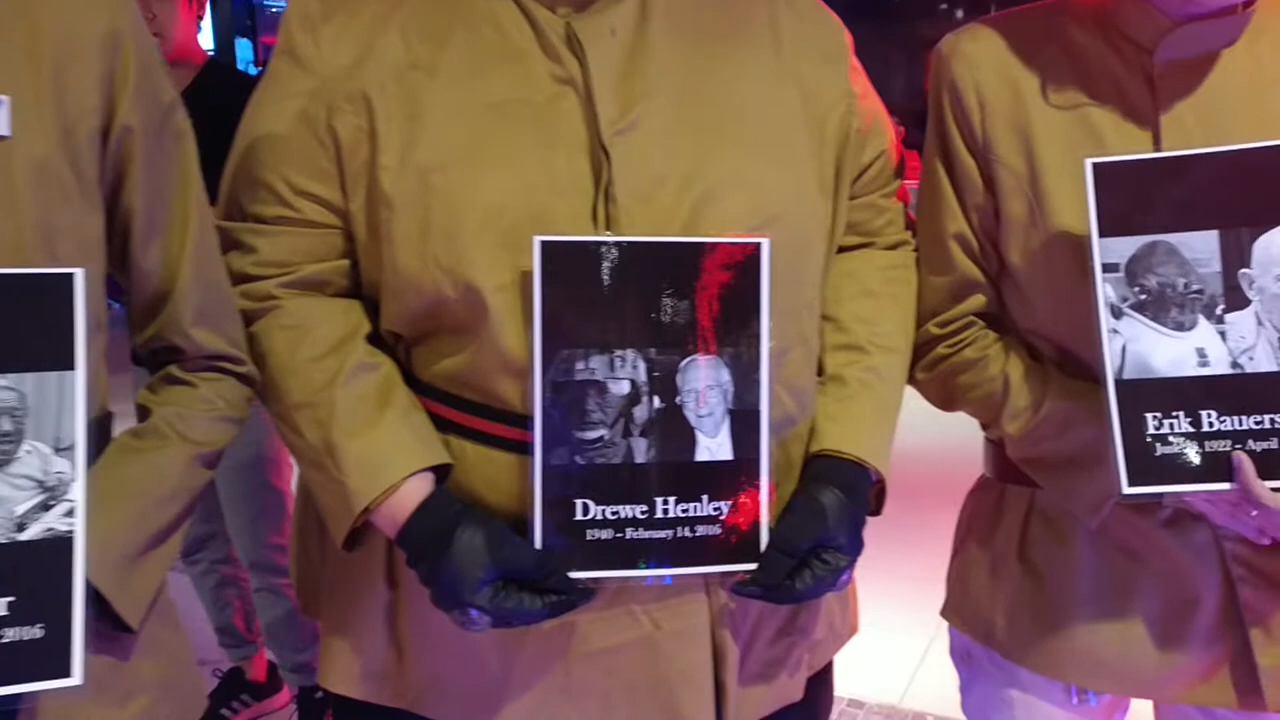 r
2016
Drewe Henley
1940 – February 14, 2016
Erik Bauers
1922 – April